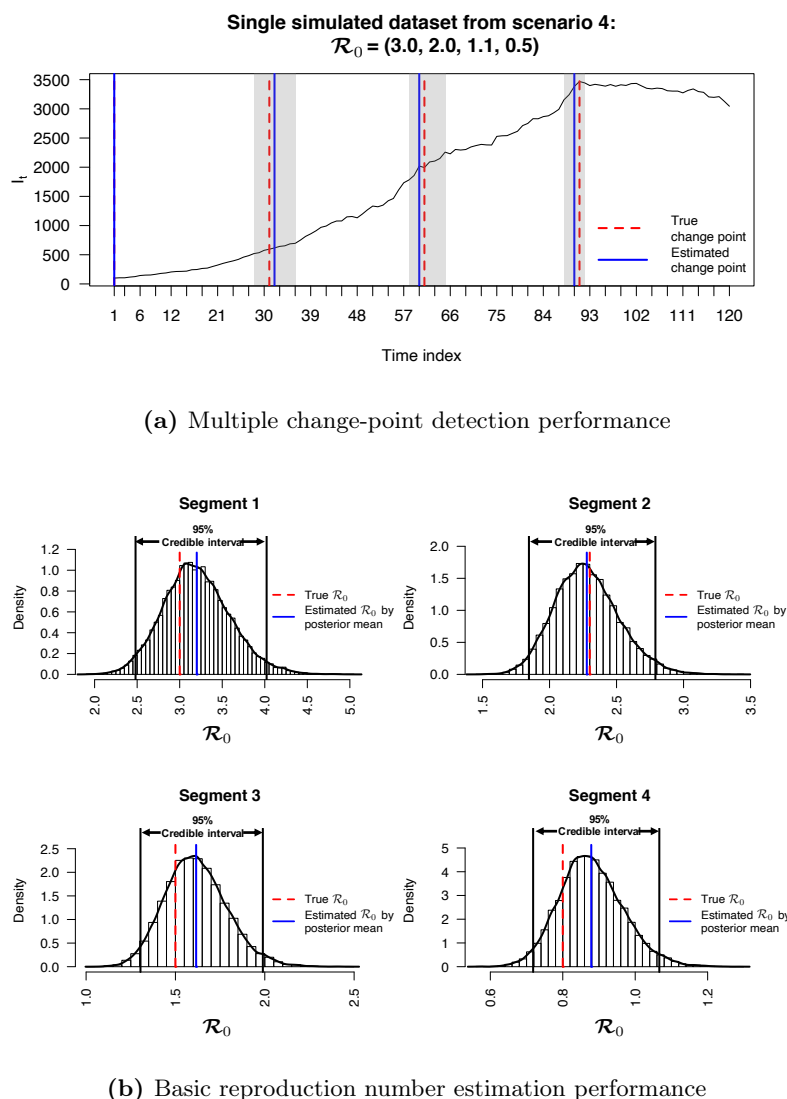 Single simulated dataset from scenario 4:
𝓡₀ = (3.0, 2.0, 1.1, 0.5)
3500
3000
2500
2000
1500
1000
500
0
I_t
True
change point
Estimated
change point
1 6 12 21 30 39 48 57 66 75 84 93 102 111 120
Time index
(a) Multiple change-point detection performance
Segment 1
95%
Credible interval
1.2
1.0
0.8
0.6
0.4
0.2
0.0
Density
True 𝓡₀
Estimated 𝓡₀ by
posterior mean
2.0 2.5 3.0 3.5 4.0 4.5 5.0
𝓡₀
Segment 2
95%
Credible interval
2.0
1.5
1.0
0.5
0.0
Density
True 𝓡₀
Estimated 𝓡₀ by
posterior mean
1.5 2.0 2.5 3.0 3.5
𝓡₀
Segment 3
95%
Credible interval
2.5
2.0
1.5
1.0
0.5
0.0
Density
True 𝓡₀
Estimated 𝓡₀ by
posterior mean
1.0 1.5 2.0 2.5
𝓡₀
Segment 4
95%
Credible interval
5
4
3
2
1
0
Density
True 𝓡₀
Estimated 𝓡₀ by
posterior mean
0.6 0.8 1.0 1.2
𝓡₀
(b) Basic reproduction number estimation performance